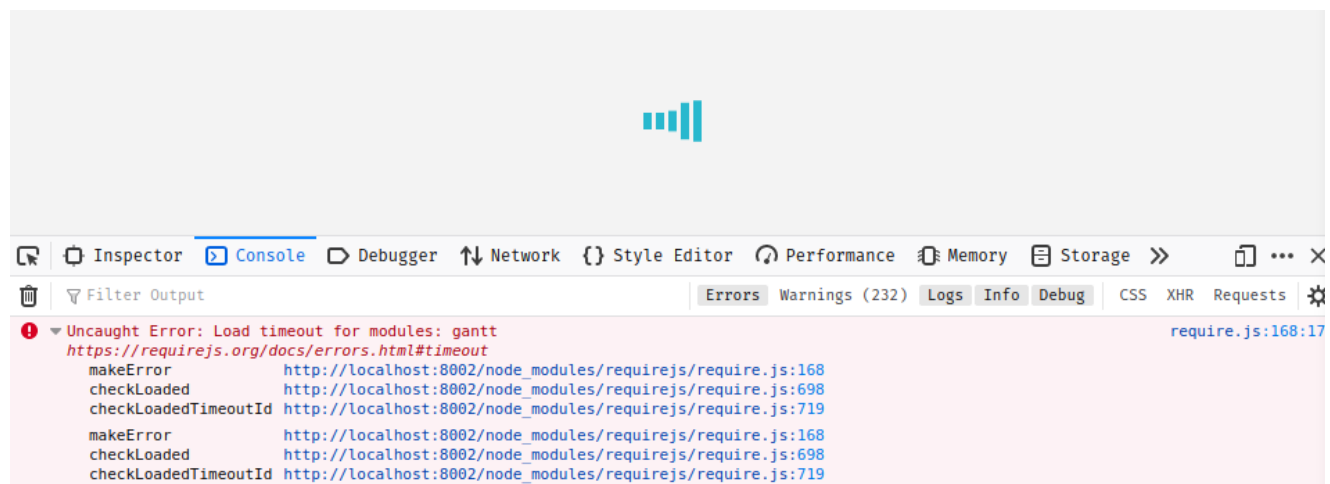 Inspector Console Debugger Network {} Style Editor Performance Memory Storage
Filter Output Errors Warnings (232) Logs Info Debug CSS XHR Requests
Uncaught Error: Load timeout for modules: gantt require.js:168:17
https://requirejs.org/docs/errors.html#timeout
makeError http://localhost:8002/node_modules/requirejs/require.js:168
checkLoaded http://localhost:8002/node_modules/requirejs/require.js:698
checkLoadedTimeoutId http://localhost:8002/node_modules/requirejs/require.js:719
makeError http://localhost:8002/node_modules/requirejs/require.js:168
checkLoaded http://localhost:8002/node_modules/requirejs/require.js:698
checkLoadedTimeoutId http://localhost:8002/node_modules/requirejs/require.js:719